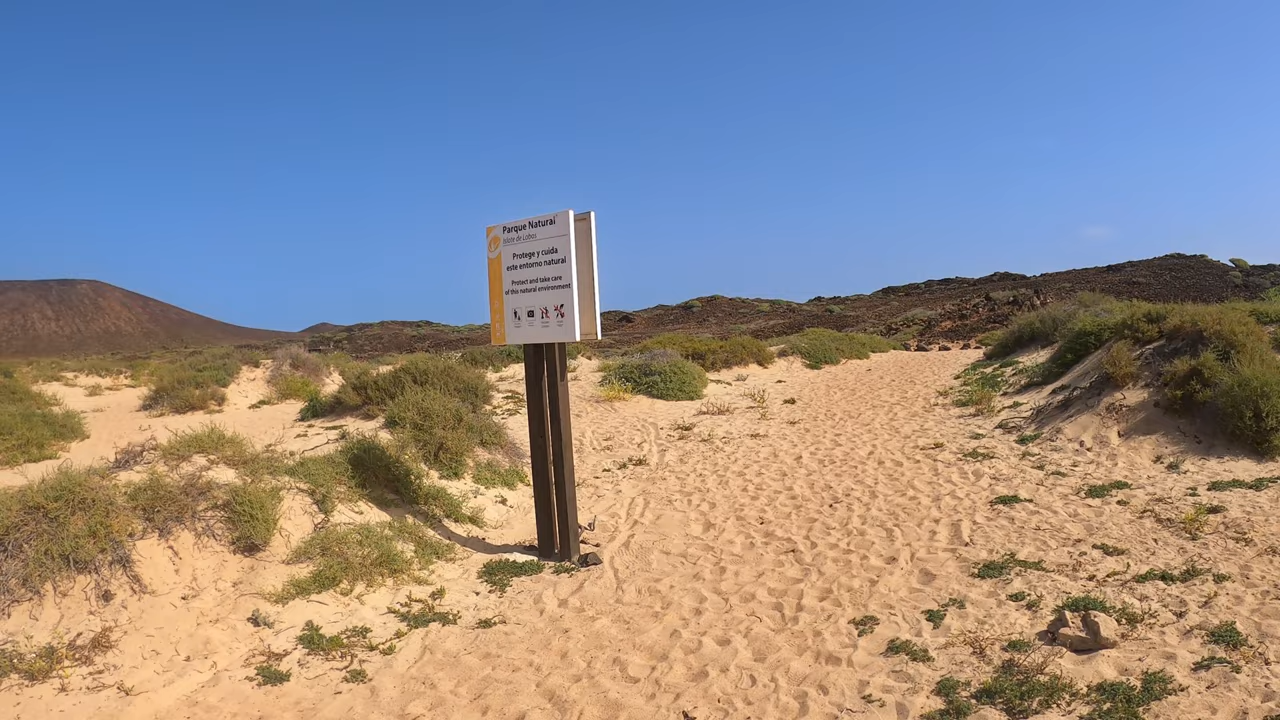 Parque Natural
Islote de Lobos
Protege y cuida
este entorno natural
Protect and take care
of this natural environment